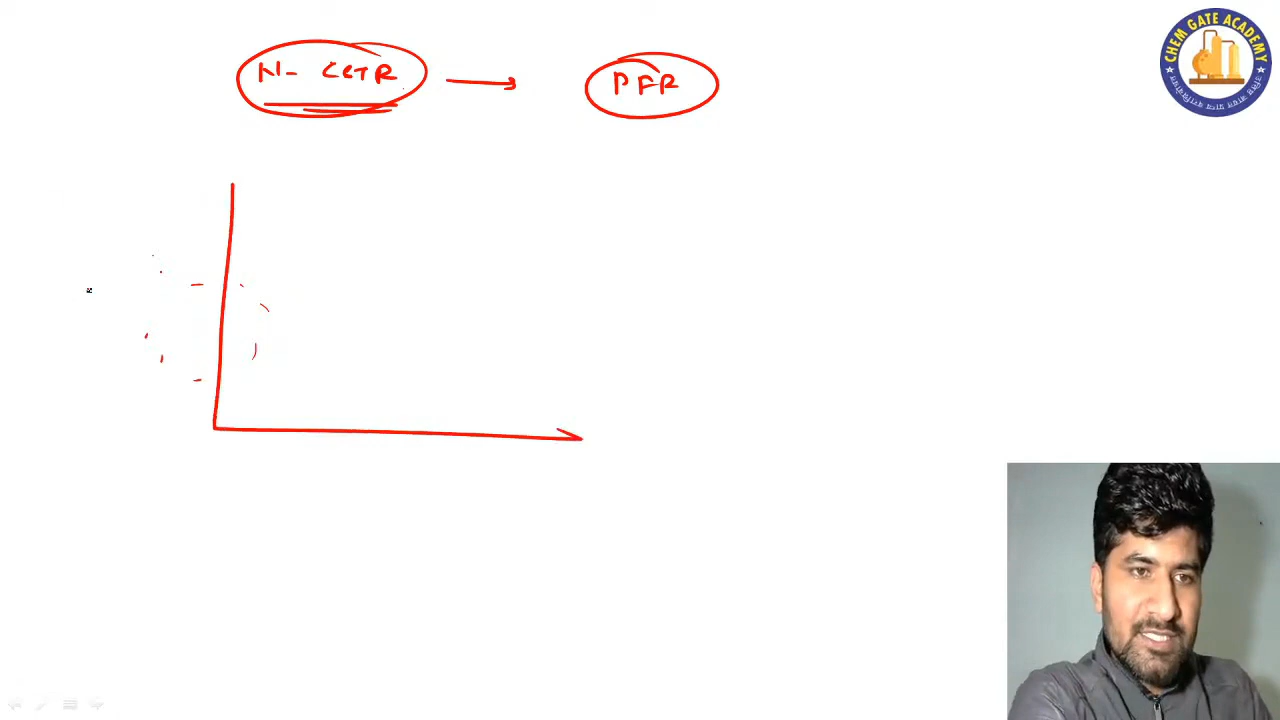 N- CSTR → PFR
CHEM GATE ACADEMY